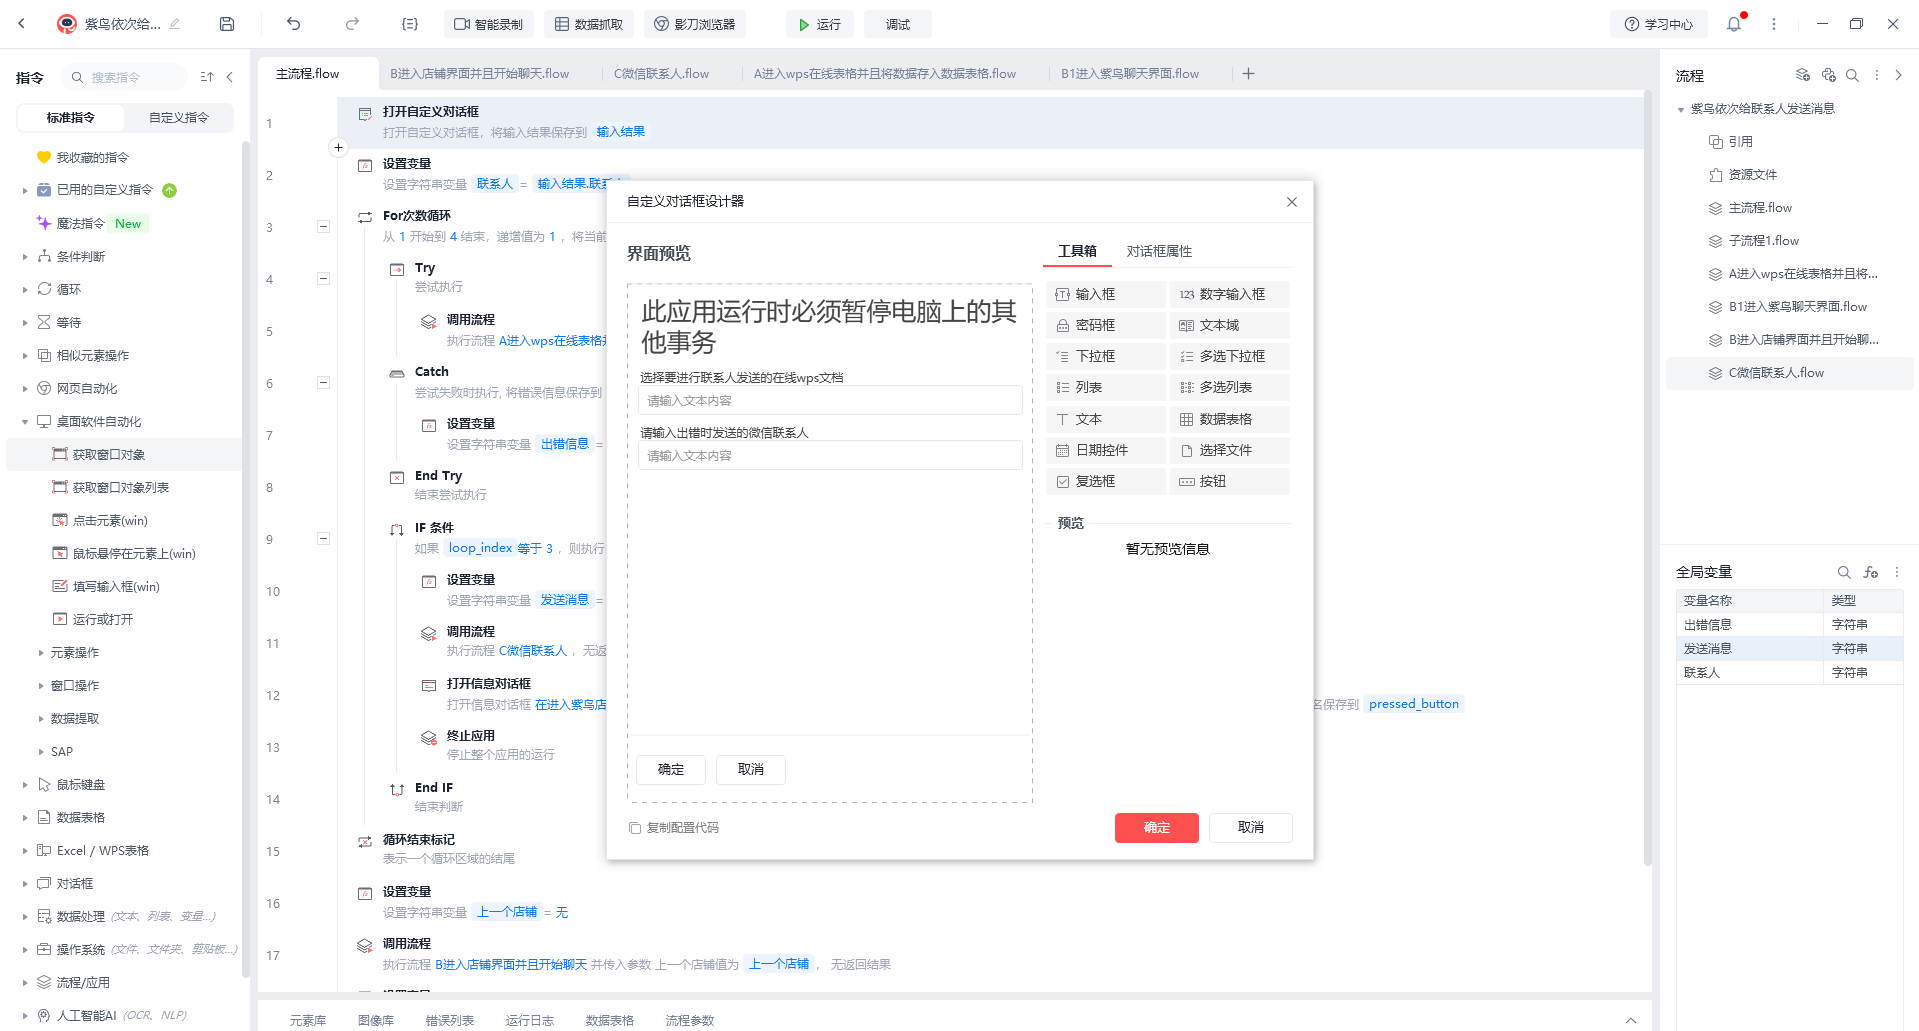 紫鸟依次给...
智能录制
数据抓取
影刀浏览器
运行
调试
学习中心
指令
搜索指令
标准指令
自定义指令
我收藏的指令
已用的自定义指令
魔法指令 New
条件判断
循环
等待
相似元素操作
网页自动化
桌面软件自动化
获取窗口对象
获取窗口对象列表
点击元素(win)
鼠标悬停在元素上(win)
填写输入框(win)
运行或打开
元素操作
窗口操作
数据提取
SAP
鼠标键盘
数据表格
Excel / WPS表格
对话框
数据处理 (文本、列表、变量...)
操作系统 (文件、文件夹、剪贴板...)
流程/应用
人工智能AI (OCR、NLP)
主流程.flow
B进入店铺界面并且开始聊天.flow
C微信联系人.flow
A进入wps在线表格并且将数据存入数据表格.flow
B1进入紫鸟聊天界面.flow
1
打开自定义对话框
打开自定义对话框，将输入结果保存到 输入结果
2
设置变量
设置字符串变量 联系人 = 输入结果.联系
3
For次数循环
从 1 开始到 4 结束，递增值为 1 ，将当前
4
Try
尝试执行
5
调用流程
执行流程 A进入wps在线表格并
6
Catch
尝试失败时执行, 将错误信息保存到
7
设置变量
设置字符串变量 出错信息 =
8
End Try
结束尝试执行
9
IF 条件
如果 loop_index 等于 3 ，则执行
10
设置变量
设置字符串变量 发送消息 =
11
调用流程
执行流程 C微信联系人 ，无返
12
打开信息对话框
打开信息对话框 在进入紫鸟店
名保存到 pressed_button
13
终止应用
停止整个应用的运行
14
End IF
结束判断
15
循环结束标记
表示一个循环区域的结尾
16
设置变量
设置字符串变量 上一个店铺 = 无
17
调用流程
执行流程 B进入店铺界面并且开始聊天 并传入参数 上一个店铺值为 上一个店铺 ， 无返回结果
自定义对话框设计器
界面预览
此应用运行时必须暂停电脑上的其
他事务
选择要进行联系人发送的在线wps文档
请输入文本内容
请输入出错时发送的微信联系人
请输入文本内容
确定
取消
复制配置代码
工具箱
对话框属性
输入框
123 数字输入框
密码框
文本域
下拉框
多选下拉框
列表
多选列表
文本
数据表格
日期控件
选择文件
复选框
按钮
预览
暂无预览信息
确定
取消
元素库
图像库
错误列表
运行日志
数据表格
流程参数
流程
紫鸟依次给联系人发送消息
引用
资源文件
主流程.flow
子流程1.flow
A进入wps在线表格并且将...
B1进入紫鸟聊天界面.flow
B进入店铺界面并且开始聊...
C微信联系人.flow
全局变量
变量名称 类型
出错信息 字符串
发送消息 字符串
联系人 字符串